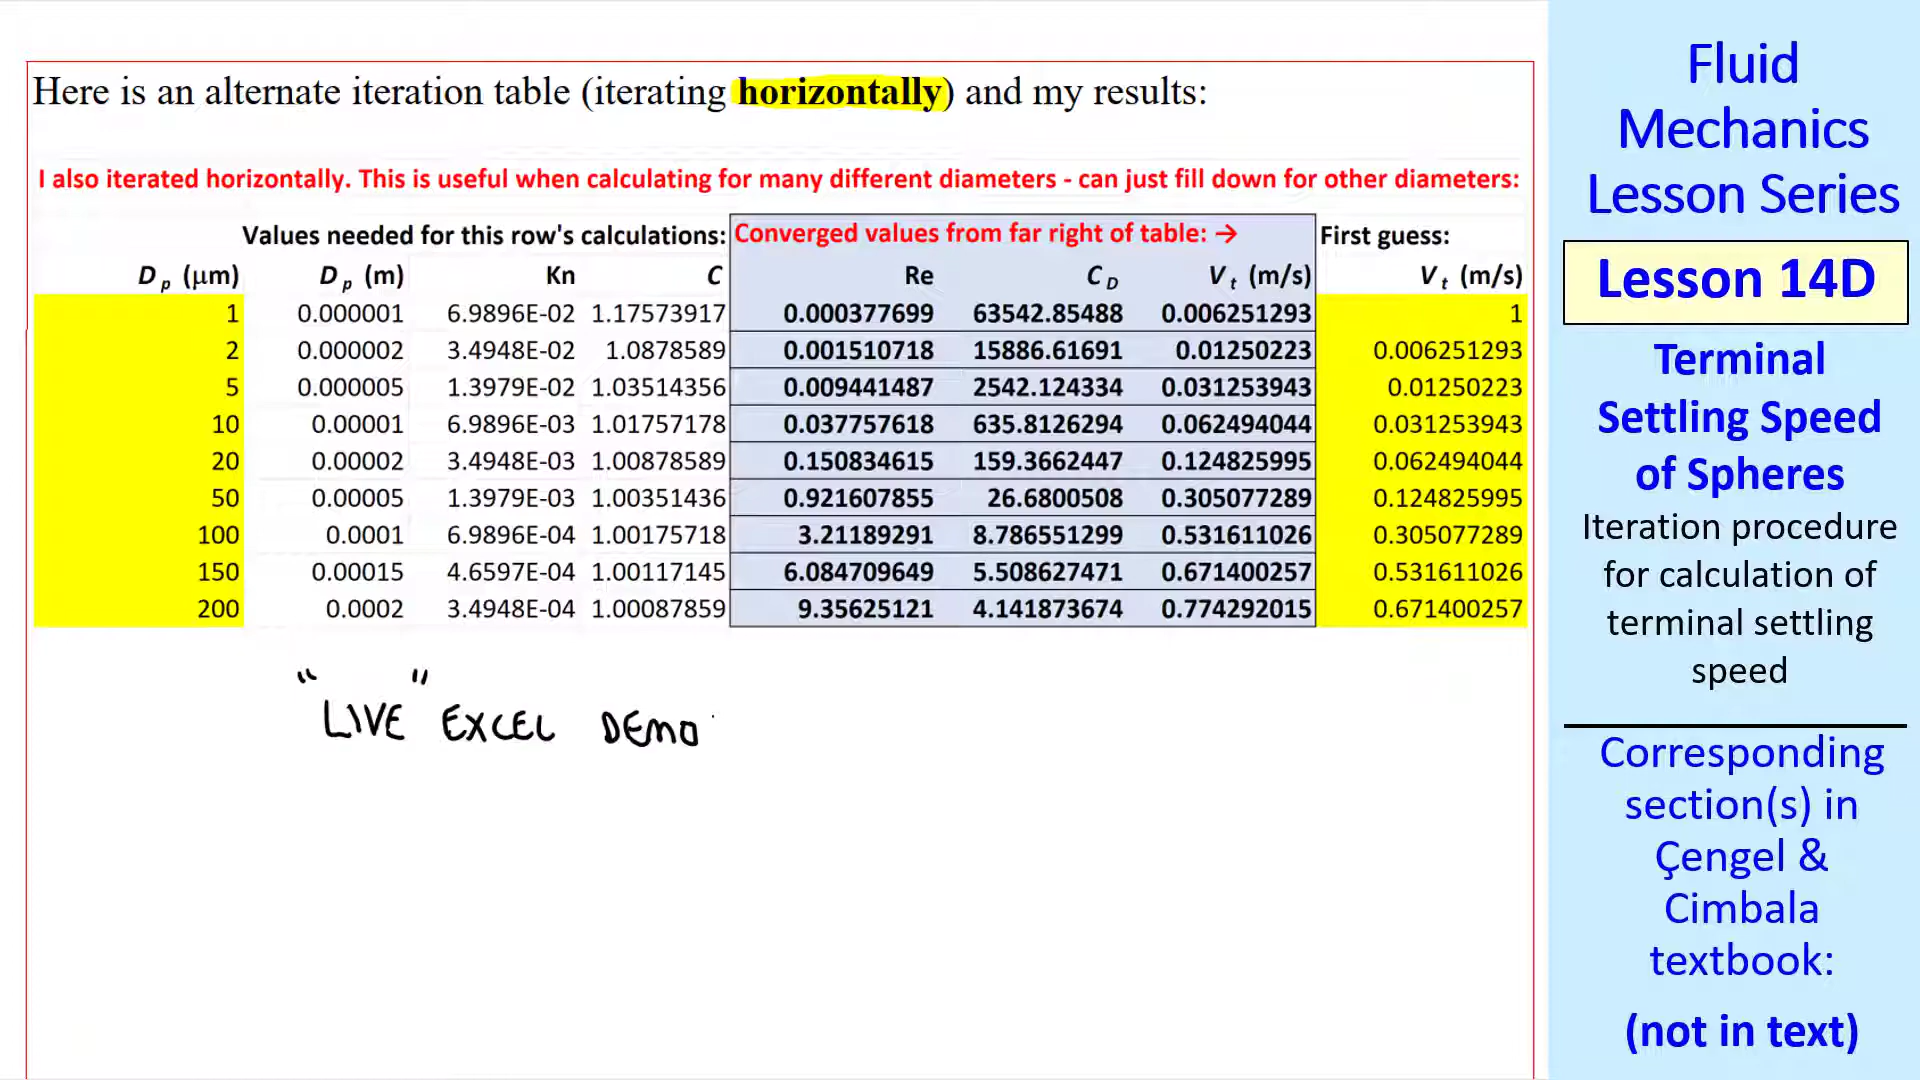 Here is an alternate iteration table (iterating horizontally) and my results:
I also iterated horizontally. This is useful when calculating for many different diameters - can just fill down for other diameters:
Values needed for this row's calculations: Converged values from far right of table: → First guess:
D p (µm) D p (m) Kn C Re C D V t (m/s) V t (m/s)
1 0.000001 6.9896E-02 1.17573917 0.000377699 63542.85488 0.006251293 1
2 0.000002 3.4948E-02 1.0878589 0.001510718 15886.61691 0.01250223 0.006251293
5 0.000005 1.3979E-02 1.03514356 0.009441487 2542.124334 0.031253943 0.01250223
10 0.00001 6.9896E-03 1.01757178 0.037757618 635.8126294 0.062494044 0.031253943
20 0.00002 3.4948E-03 1.00878589 0.150834615 159.3662447 0.124825995 0.062494044
50 0.00005 1.3979E-03 1.00351436 0.921607855 26.6800508 0.305077289 0.124825995
100 0.0001 6.9896E-04 1.00175718 3.21189291 8.786551299 0.531611026 0.305077289
150 0.00015 4.6597E-04 1.00117145 6.084709649 5.508627471 0.671400257 0.531611026
200 0.0002 3.4948E-04 1.00087859 9.35625121 4.141873674 0.774292015 0.671400257
"LIVE" EXCEL DEMO
Fluid
Mechanics
Lesson Series
Lesson 14D
Terminal
Settling Speed
of Spheres
Iteration procedure
for calculation of
terminal settling
speed
Corresponding
section(s) in
Çengel &
Cimbala
textbook:
(not in text)